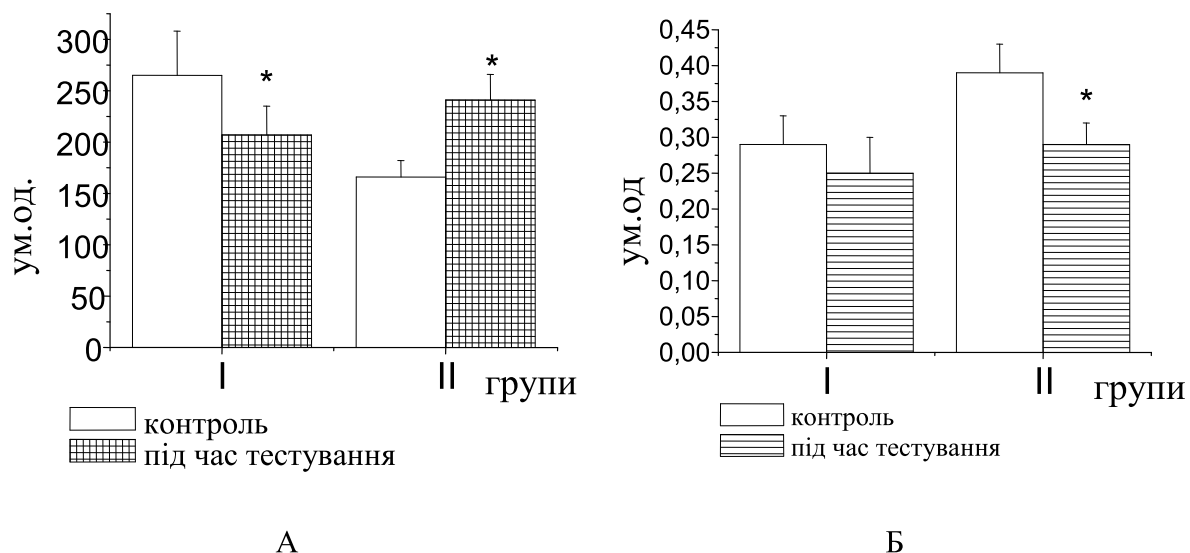 300
250
200
150
100
50
0
ум.од.
*
*
I
II
групи
контроль
під час тестування
А
0,45
0,40
0,35
0,30
0,25
0,20
0,15
0,10
0,05
0,00
ум.од
*
I
II
групи
контроль
під час тестування
Б